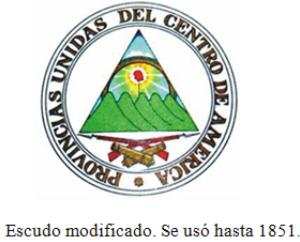 PROVINCIAS UNIDAS DEL CENTRO DE AMERICA
Escudo modificado. Se usó hasta 1851.